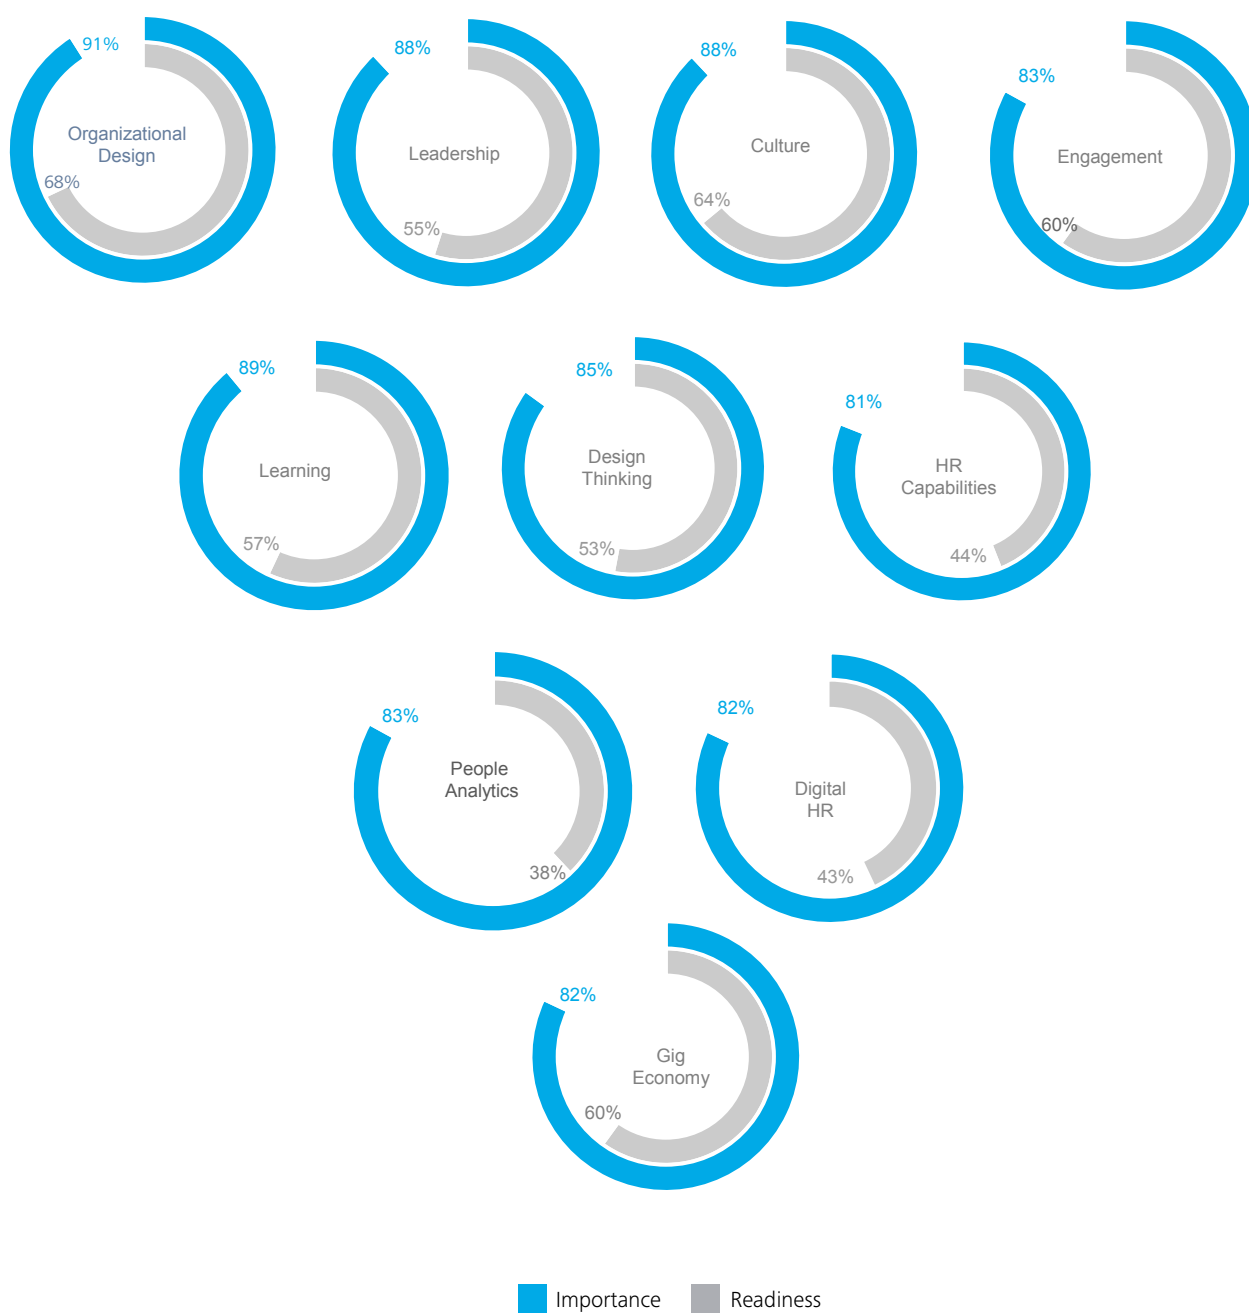 91%
Organizational
Design
68%
88%
Leadership
55%
88%
Culture
64%
83%
Engagement
60%
89%
Learning
57%
85%
Design
Thinking
53%
81%
HR
Capabilities
44%
83%
People
Analytics
38%
82%
Digital
HR
43%
82%
Gig
Economy
60%
Importance
Readiness